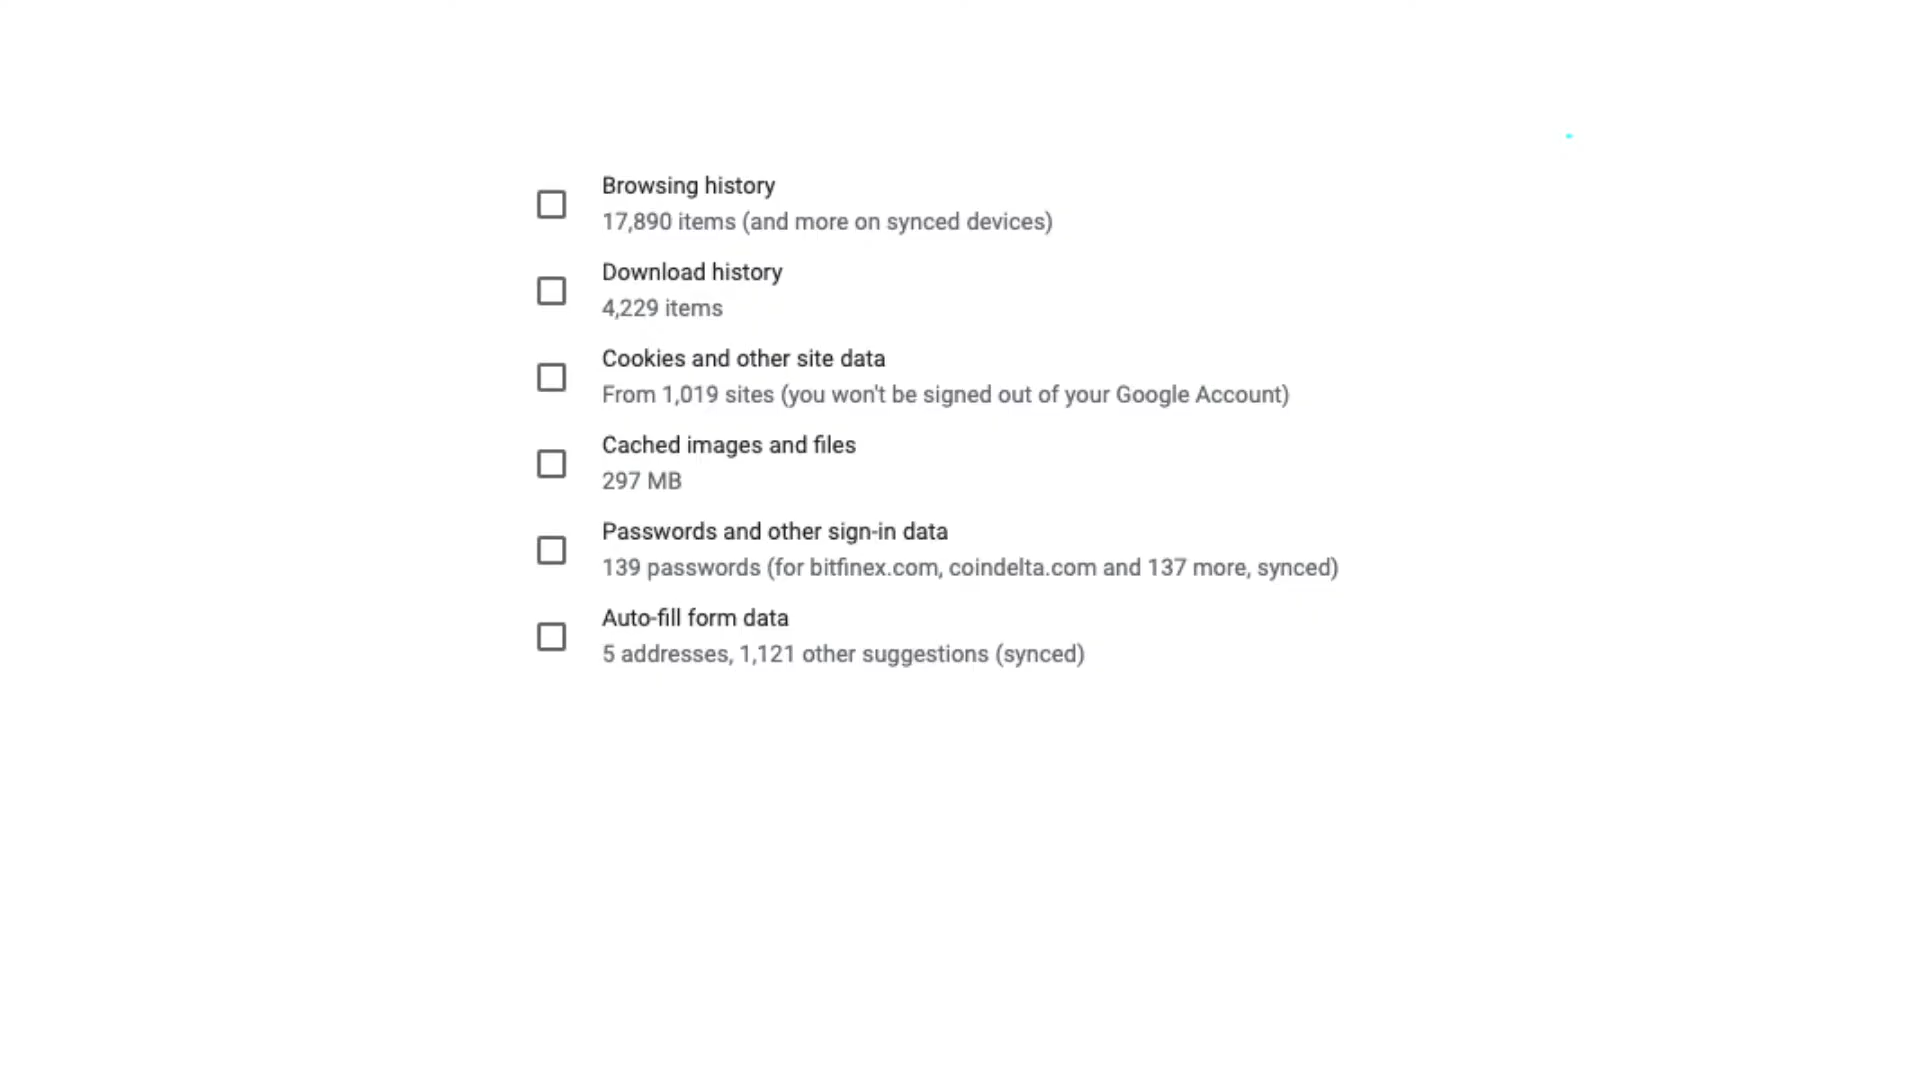 Browsing history
17,890 items (and more on synced devices)
Download history
4,229 items
Cookies and other site data
From 1,019 sites (you won't be signed out of your Google Account)
Cached images and files
297 MB
Passwords and other sign-in data
139 passwords (for bitfinex.com, coindelta.com and 137 more, synced)
Auto-fill form data
5 addresses, 1,121 other suggestions (synced)